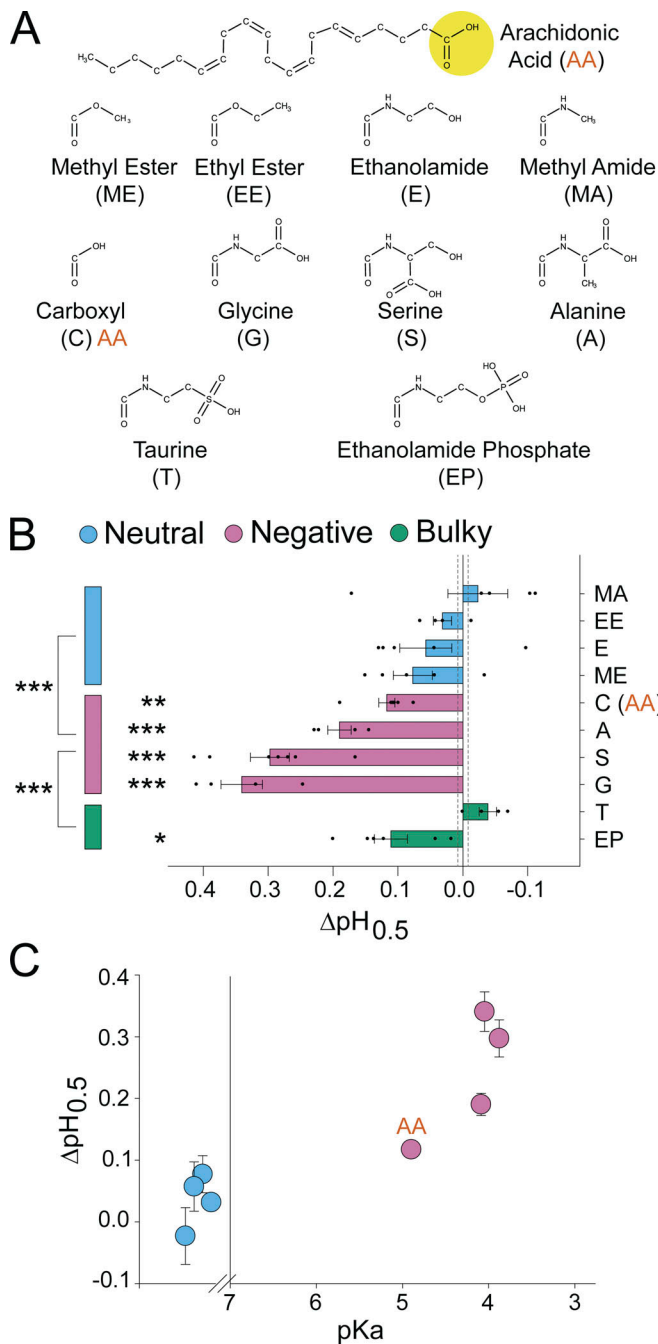 A
Arachidonic
Acid (AA)
Methyl Ester
(ME)
Ethyl Ester
(EE)
Ethanolamide
(E)
Methyl Amide
(MA)
Carboxyl
(C) AA
Glycine
(G)
Serine
(S)
Alanine
(A)
Taurine
(T)
Ethanolamide Phosphate
(EP)
B
Neutral Negative Bulky
MA
EE
E
ME
*** ** C (AA)
*** A
*** S
*** *** G
T
* EP
0.4 0.3 0.2 0.1 0.0 -0.1
ΔpH0.5
C
0.4
0.3
0.2
0.1
0.0
-0.1
ΔpH0.5
AA
7 6 5 4 3
pKa